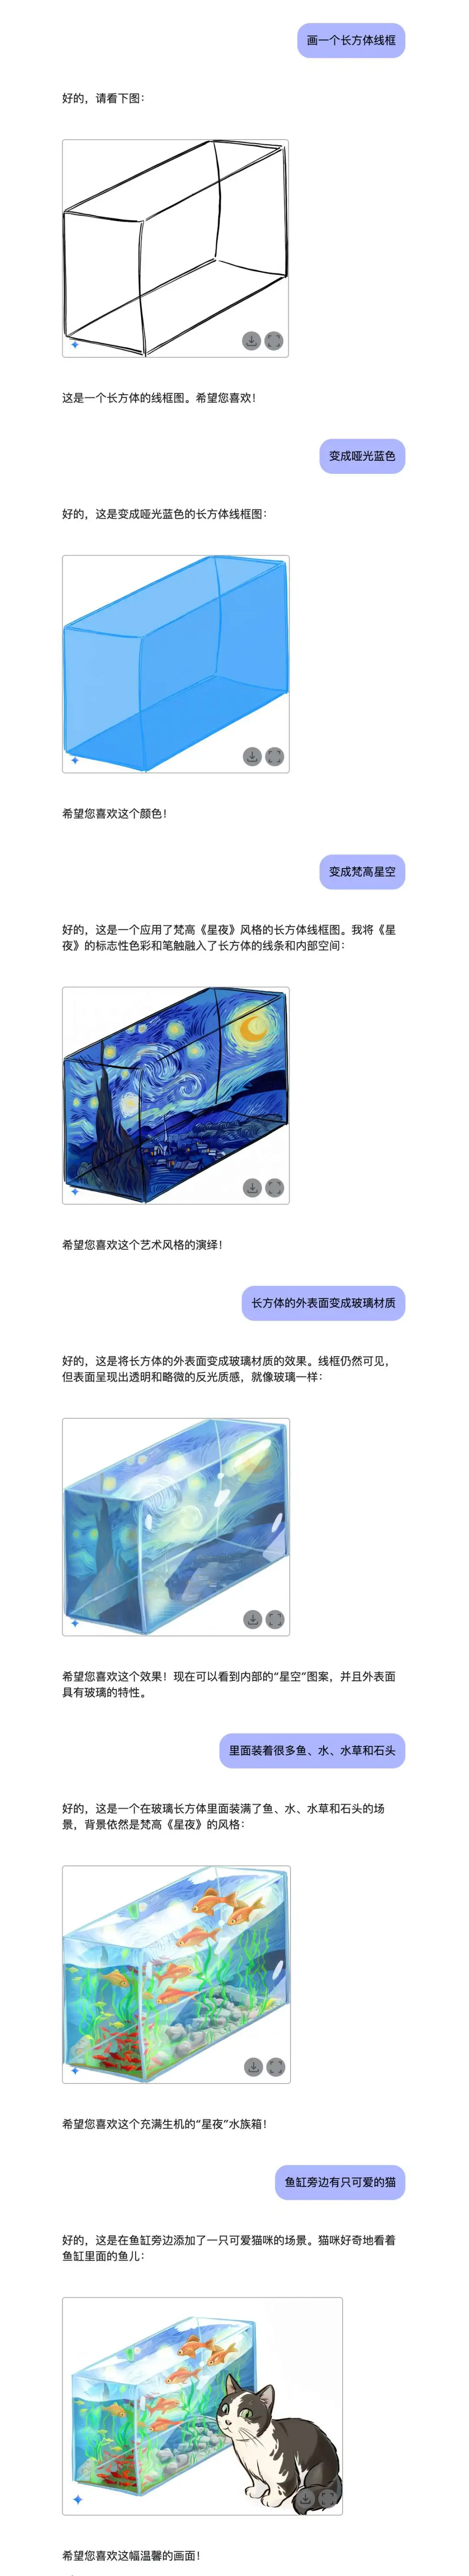 画一个长方体线框
好的，请看下图：
这是一个长方体的线框图。希望您喜欢！
变成哑光蓝色
好的，这是变成哑光蓝色的长方体线框图：
希望您喜欢这个颜色！
变成梵高星空
好的，这是一个应用了梵高《星夜》风格的长方体线框图。我将《星
夜》的标志性色彩和笔触融入了长方体的线条和内部空间：
希望您喜欢这个艺术风格的演绎！
长方体的外表面变成玻璃材质
好的，这是将长方体的外表面变成玻璃材质的效果。线框仍然可见，
但表面呈现出透明和略微的反光质感，就像玻璃一样：
希望您喜欢这个效果！现在可以看到内部的“星空”图案，并且外表面
具有玻璃的特性。
里面装着很多鱼、水、水草和石头
好的，这是一个在玻璃长方体里面装满了鱼、水、水草和石头的场
景，背景依然是梵高《星夜》的风格：
希望您喜欢这个充满生机的“星夜”水族箱！
鱼缸旁边有只可爱的猫
好的，这是在鱼缸旁边添加了一只可爱猫咪的场景。猫咪好奇地看着
鱼缸里面的鱼儿：
希望您喜欢这幅温馨的画面！